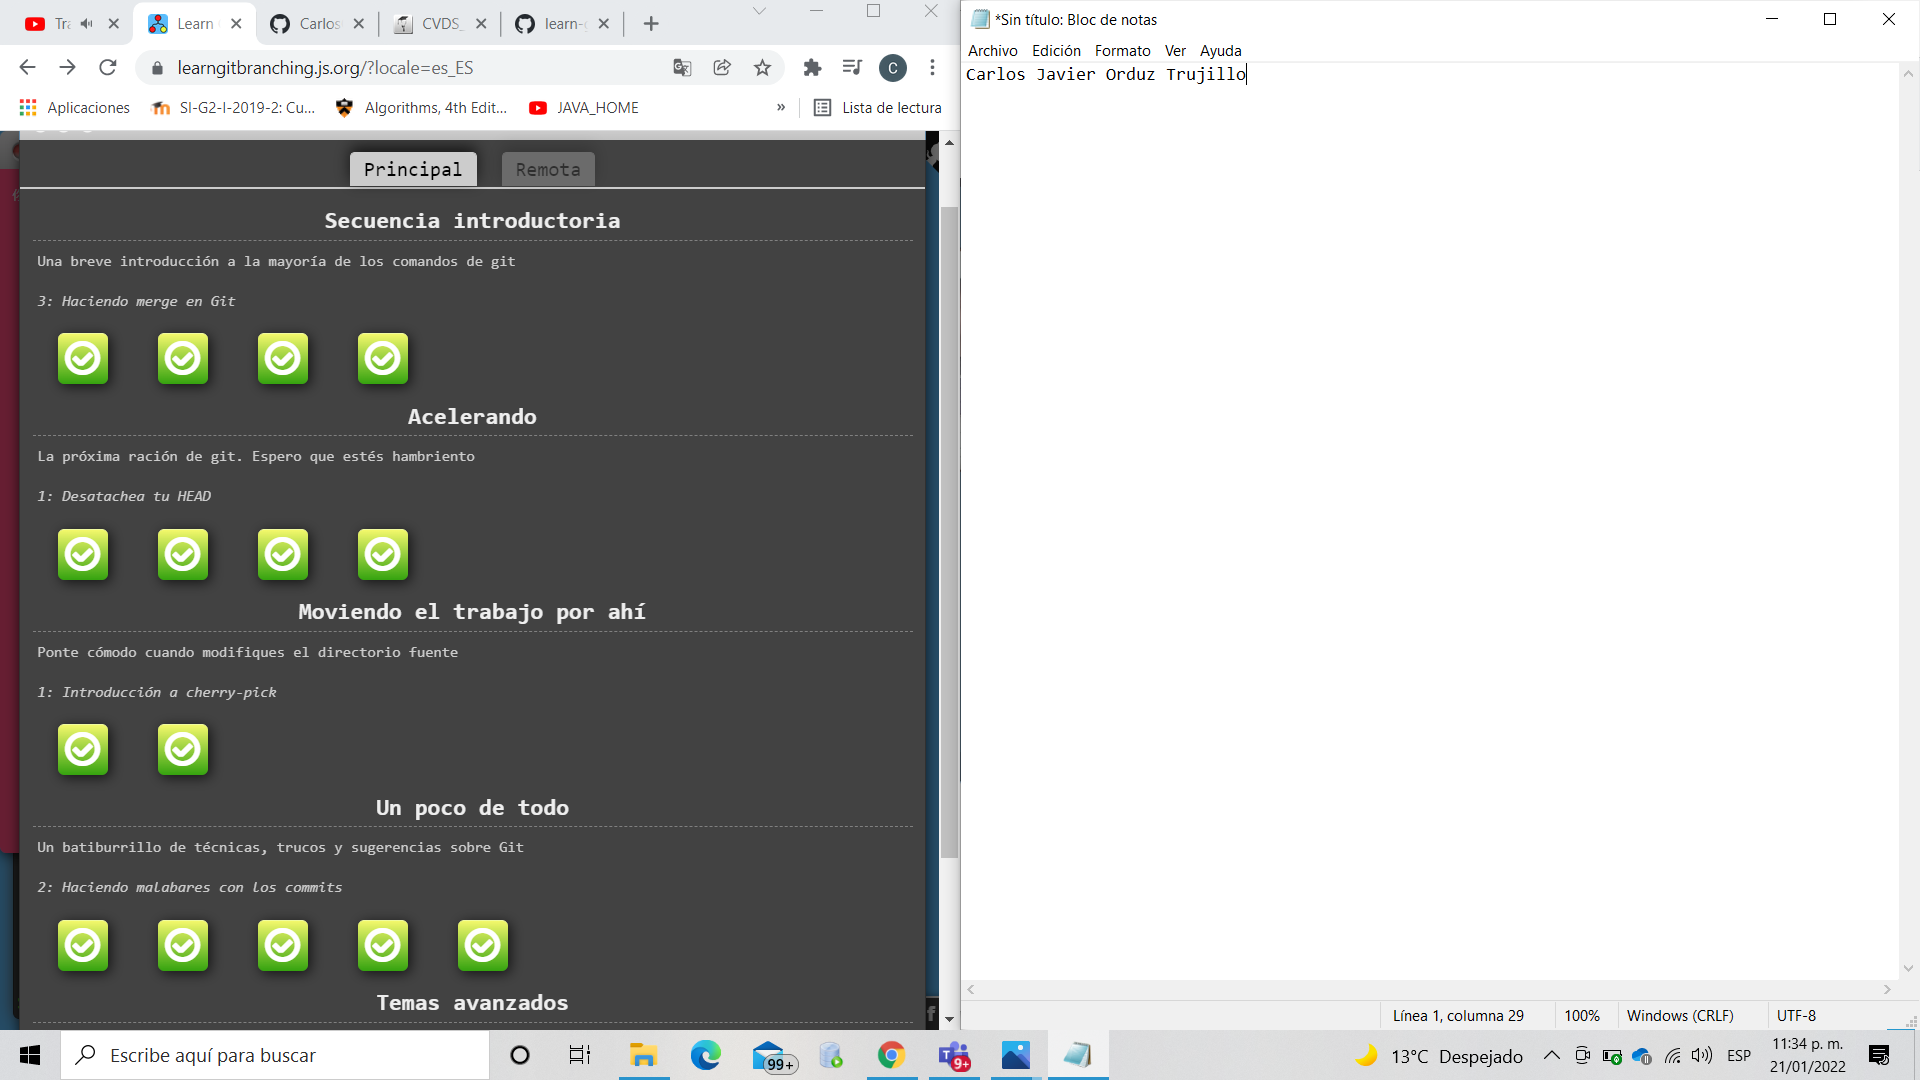 Tra
Learn
Carlos
CVDS_
learn-g
learngitbranching.js.org/?locale=es_ES
C
Aplicaciones
SI-G2-I-2019-2: Cu...
Algorithms, 4th Edit...
JAVA_HOME
»
Lista de lectura
Principal
Remota
Secuencia introductoria
Una breve introducción a la mayoría de los comandos de git
3: Haciendo merge en Git
Acelerando
La próxima ración de git. Espero que estés hambriento
1: Desatachea tu HEAD
Moviendo el trabajo por ahí
Ponte cómodo cuando modifiques el directorio fuente
1: Introducción a cherry-pick
Un poco de todo
Un batiburrillo de técnicas, trucos y sugerencias sobre Git
2: Haciendo malabares con los commits
Temas avanzados
*Sin título: Bloc de notas
Archivo Edición Formato Ver Ayuda
Carlos Javier Orduz Trujillo
Línea 1, columna 29
100%
Windows (CRLF)
UTF-8
Escribe aquí para buscar
99+
9+
13°C Despejado
ESP
11:34 p. m.
21/01/2022